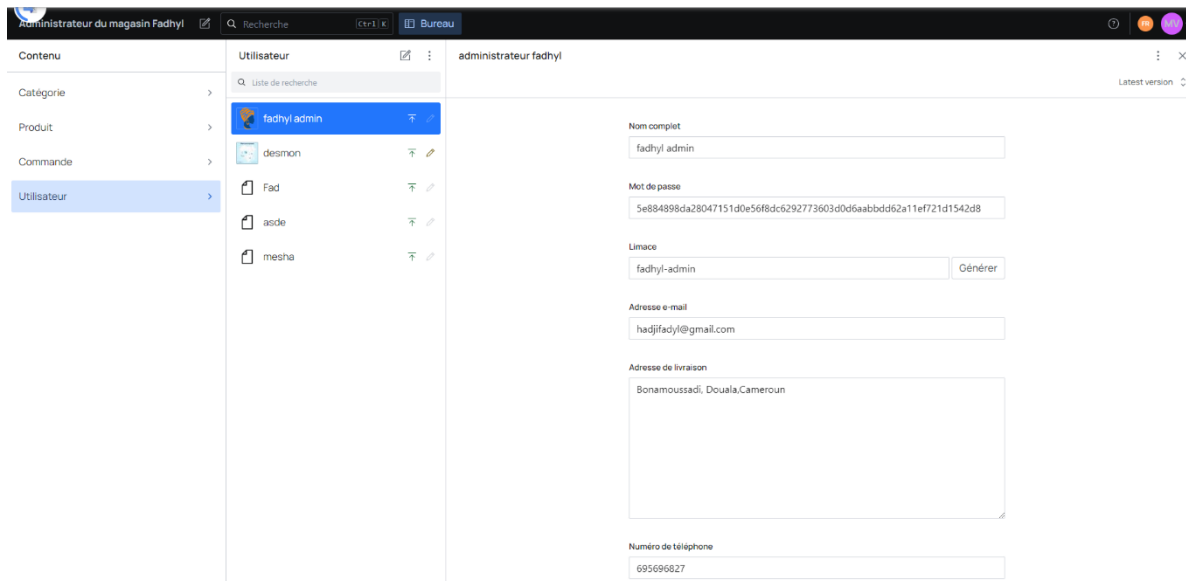 Administrateur du magasin Fadhyl
Recherche
Ctrl K
Bureau
FR
MV
Contenu
Catégorie
Produit
Commande
Utilisateur
Utilisateur
Liste de recherche
fadhyl admin
desmon
Fad
asde
mesha
administrateur fadhyl
Latest version
Nom complet
fadhyl admin
Mot de passe
5e884898da28047151d0e56f8dc6292773603d0d6aabbdd62a11ef721d1542d8
Limace
fadhyl-admin
Générer
Adresse e-mail
hadjifadyl@gmail.com
Adresse de livraison
Bonamoussadi, Douala,Cameroun
Numéro de téléphone
695696827